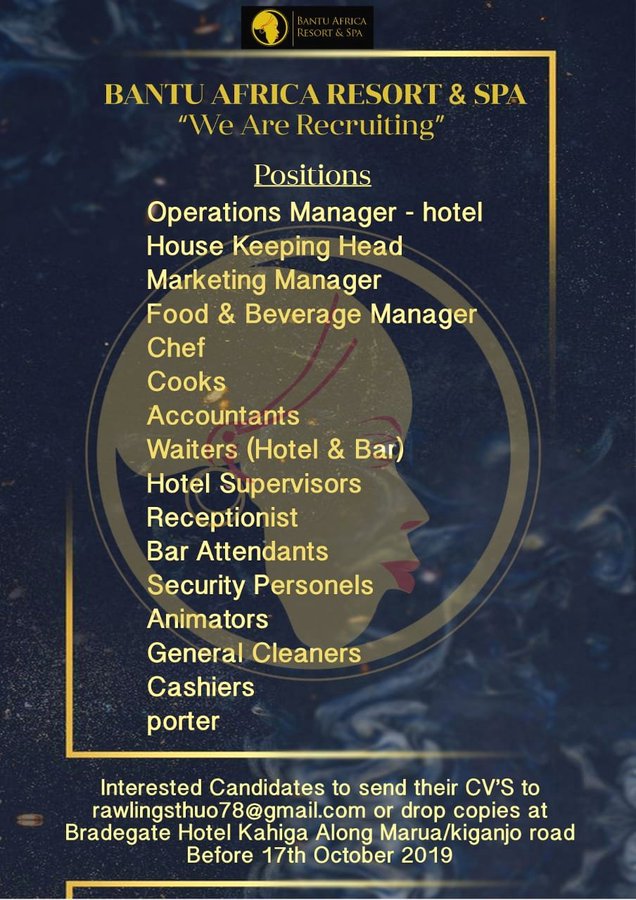 BANTU AFRICA
RESORT & SPA
BANTU AFRICA RESORT & SPA
“We Are Recruiting”
Positions
Operations Manager - hotel
House Keeping Head
Marketing Manager
Food & Beverage Manager
Chef
Cooks
Accountants
Waiters (Hotel & Bar)
Hotel Supervisors
Receptionist
Bar Attendants
Security Personels
Animators
General Cleaners
Cashiers
porter
Interested Candidates to send their CV'S to
rawlingsthuo78@gmail.com or drop copies at
Bradegate Hotel Kahiga Along Marua/kiganjo road
Before 17th October 2019